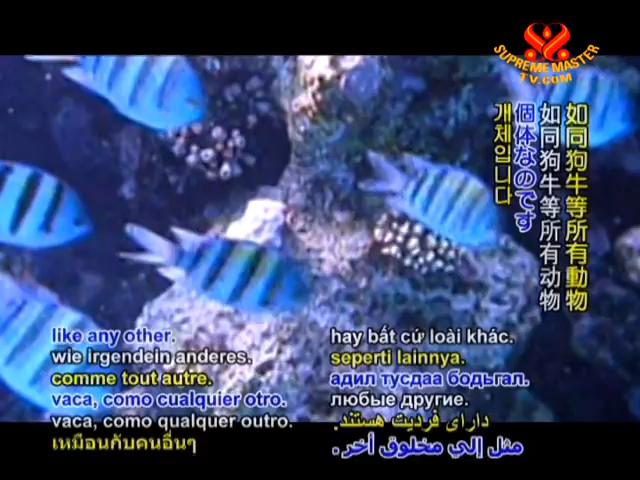 SUPREME MASTER
TV.COM
如同狗牛等所有動物
如同狗牛等所有动物
個体なのです
개체입니다
like any other.
wie irgendein anderes.
comme tout autre.
vaca, como cualquier otro.
vaca, como qualquer outro.
เหมือนกับคนอื่นๆ
hay bất cứ loài khác.
seperti lainnya.
адил тусдаа бодьгал.
любые другие.
دارای فردیت هستند.
مثل إلي مخلوق أخر.